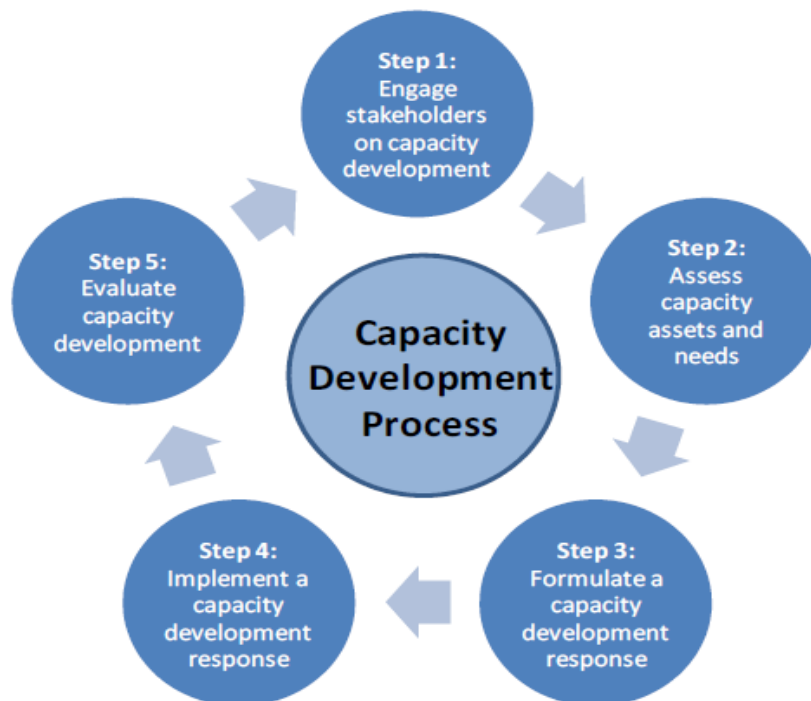 Step 1:
Engage
stakeholders
on capacity
development
Step 2:
Assess
capacity
assets and
needs
Step 3:
Formulate a
capacity
development
response
Step 4:
Implement a
capacity
development
response
Step 5:
Evaluate
capacity
development
Capacity
Development
Process